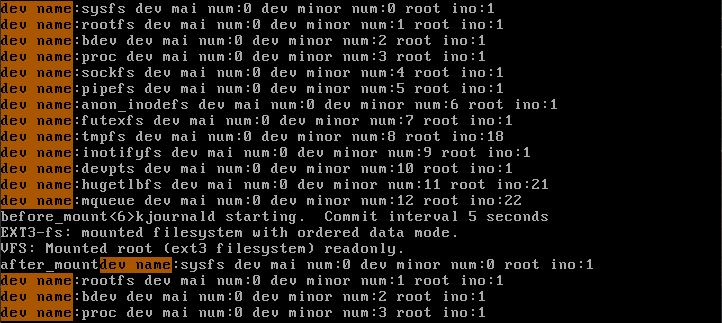 dev name:sysfs dev mai num:0 dev minor num:0 root ino:1
dev name:rootfs dev mai num:0 dev minor num:1 root ino:1
dev name:bdev dev mai num:0 dev minor num:2 root ino:1
dev name:proc dev mai num:0 dev minor num:3 root ino:1
dev name:sockfs dev mai num:0 dev minor num:4 root ino:1
dev name:pipefs dev mai num:0 dev minor num:5 root ino:1
dev name:anon_inodefs dev mai num:0 dev minor num:6 root ino:1
dev name:futexfs dev mai num:0 dev minor num:7 root ino:1
dev name:tmpfs dev mai num:0 dev minor num:8 root ino:18
dev name:inotifyfs dev mai num:0 dev minor num:9 root ino:1
dev name:devpts dev mai num:0 dev minor num:10 root ino:1
dev name:hugetlbfs dev mai num:0 dev minor num:11 root ino:21
dev name:mqueue dev mai num:0 dev minor num:12 root ino:22
before_mount<6>kjournald starting.  Commit interval 5 seconds
EXT3-fs: mounted filesystem with ordered data mode.
VFS: Mounted root (ext3 filesystem) readonly.
after_mountdev name:sysfs dev mai num:0 dev minor num:0 root ino:1
dev name:rootfs dev mai num:0 dev minor num:1 root ino:1
dev name:bdev dev mai num:0 dev minor num:2 root ino:1
dev name:proc dev mai num:0 dev minor num:3 root ino:1